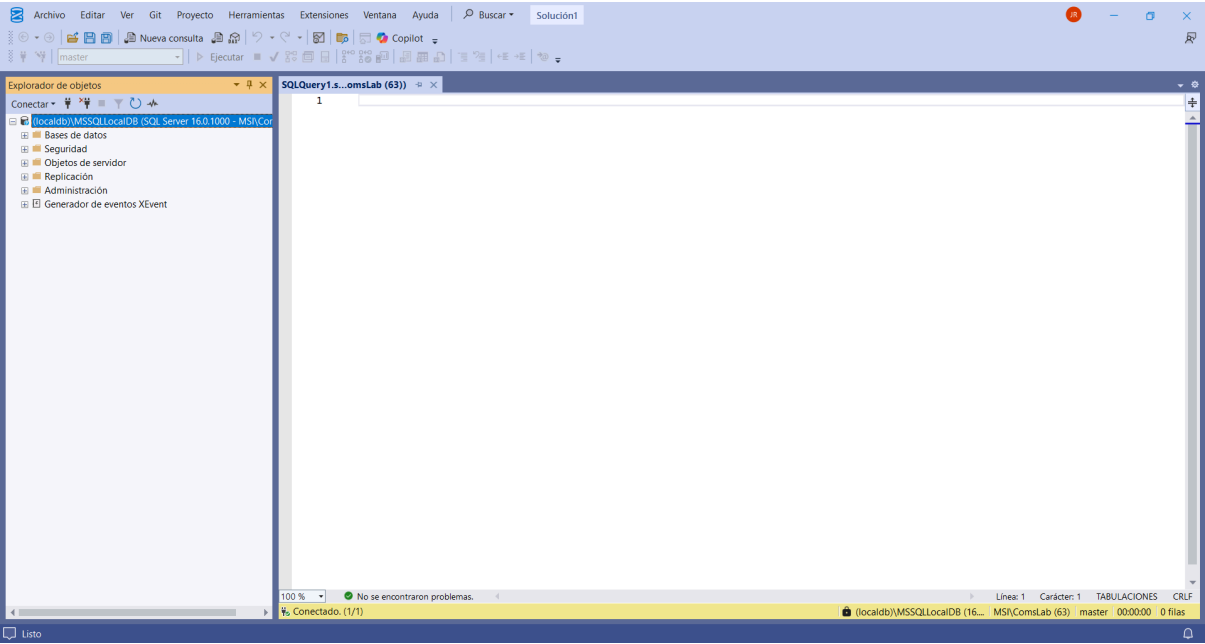 Archivo Editar Ver Git Proyecto Herramientas Extensiones Ventana Ayuda Buscar Solución1 JR
Nueva consulta Copilot
master Ejecutar
Explorador de objetos
SQLQuery1.s...omsLab (63))
Conectar
1
(localdb)\MSSQLLocalDB (SQL Server 16.0.1000 - MSI\Cor
Bases de datos
Seguridad
Objetos de servidor
Replicación
Administración
Generador de eventos XEvent
100 % No se encontraron problemas. Línea: 1 Carácter: 1 TABULACIONES CRLF
Conectado. (1/1) (localdb)\MSSQLLocalDB (16.... MSI\ComsLab (63) master 00:00:00 0 filas
Listo